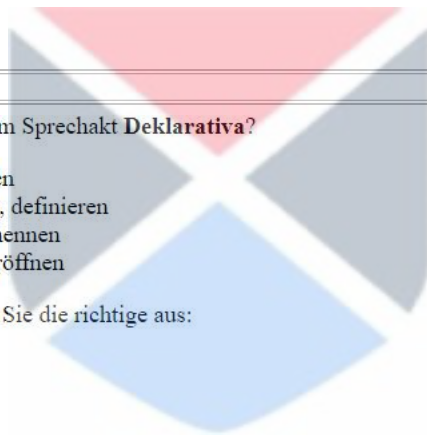 m Sprechakt Deklarativa?
en
, definieren
nennen
röffnen
Sie die richtige aus: